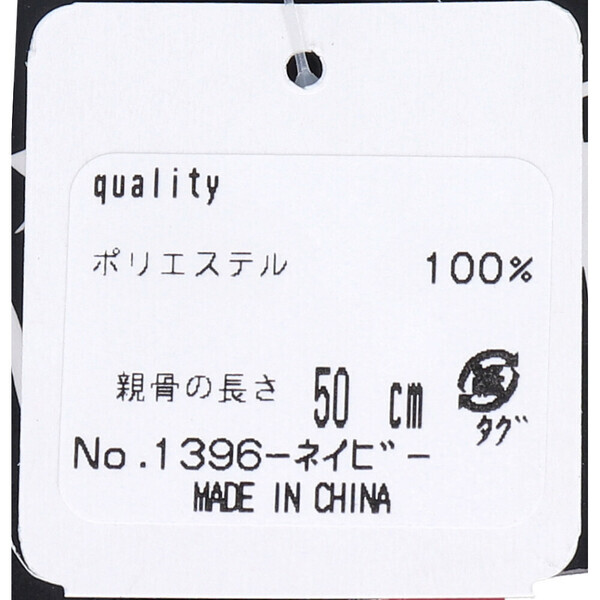 quality
ポリエステル 100%
親骨の長さ 50 cm
タグ
No.1396-ネイビー
MADE IN CHINA